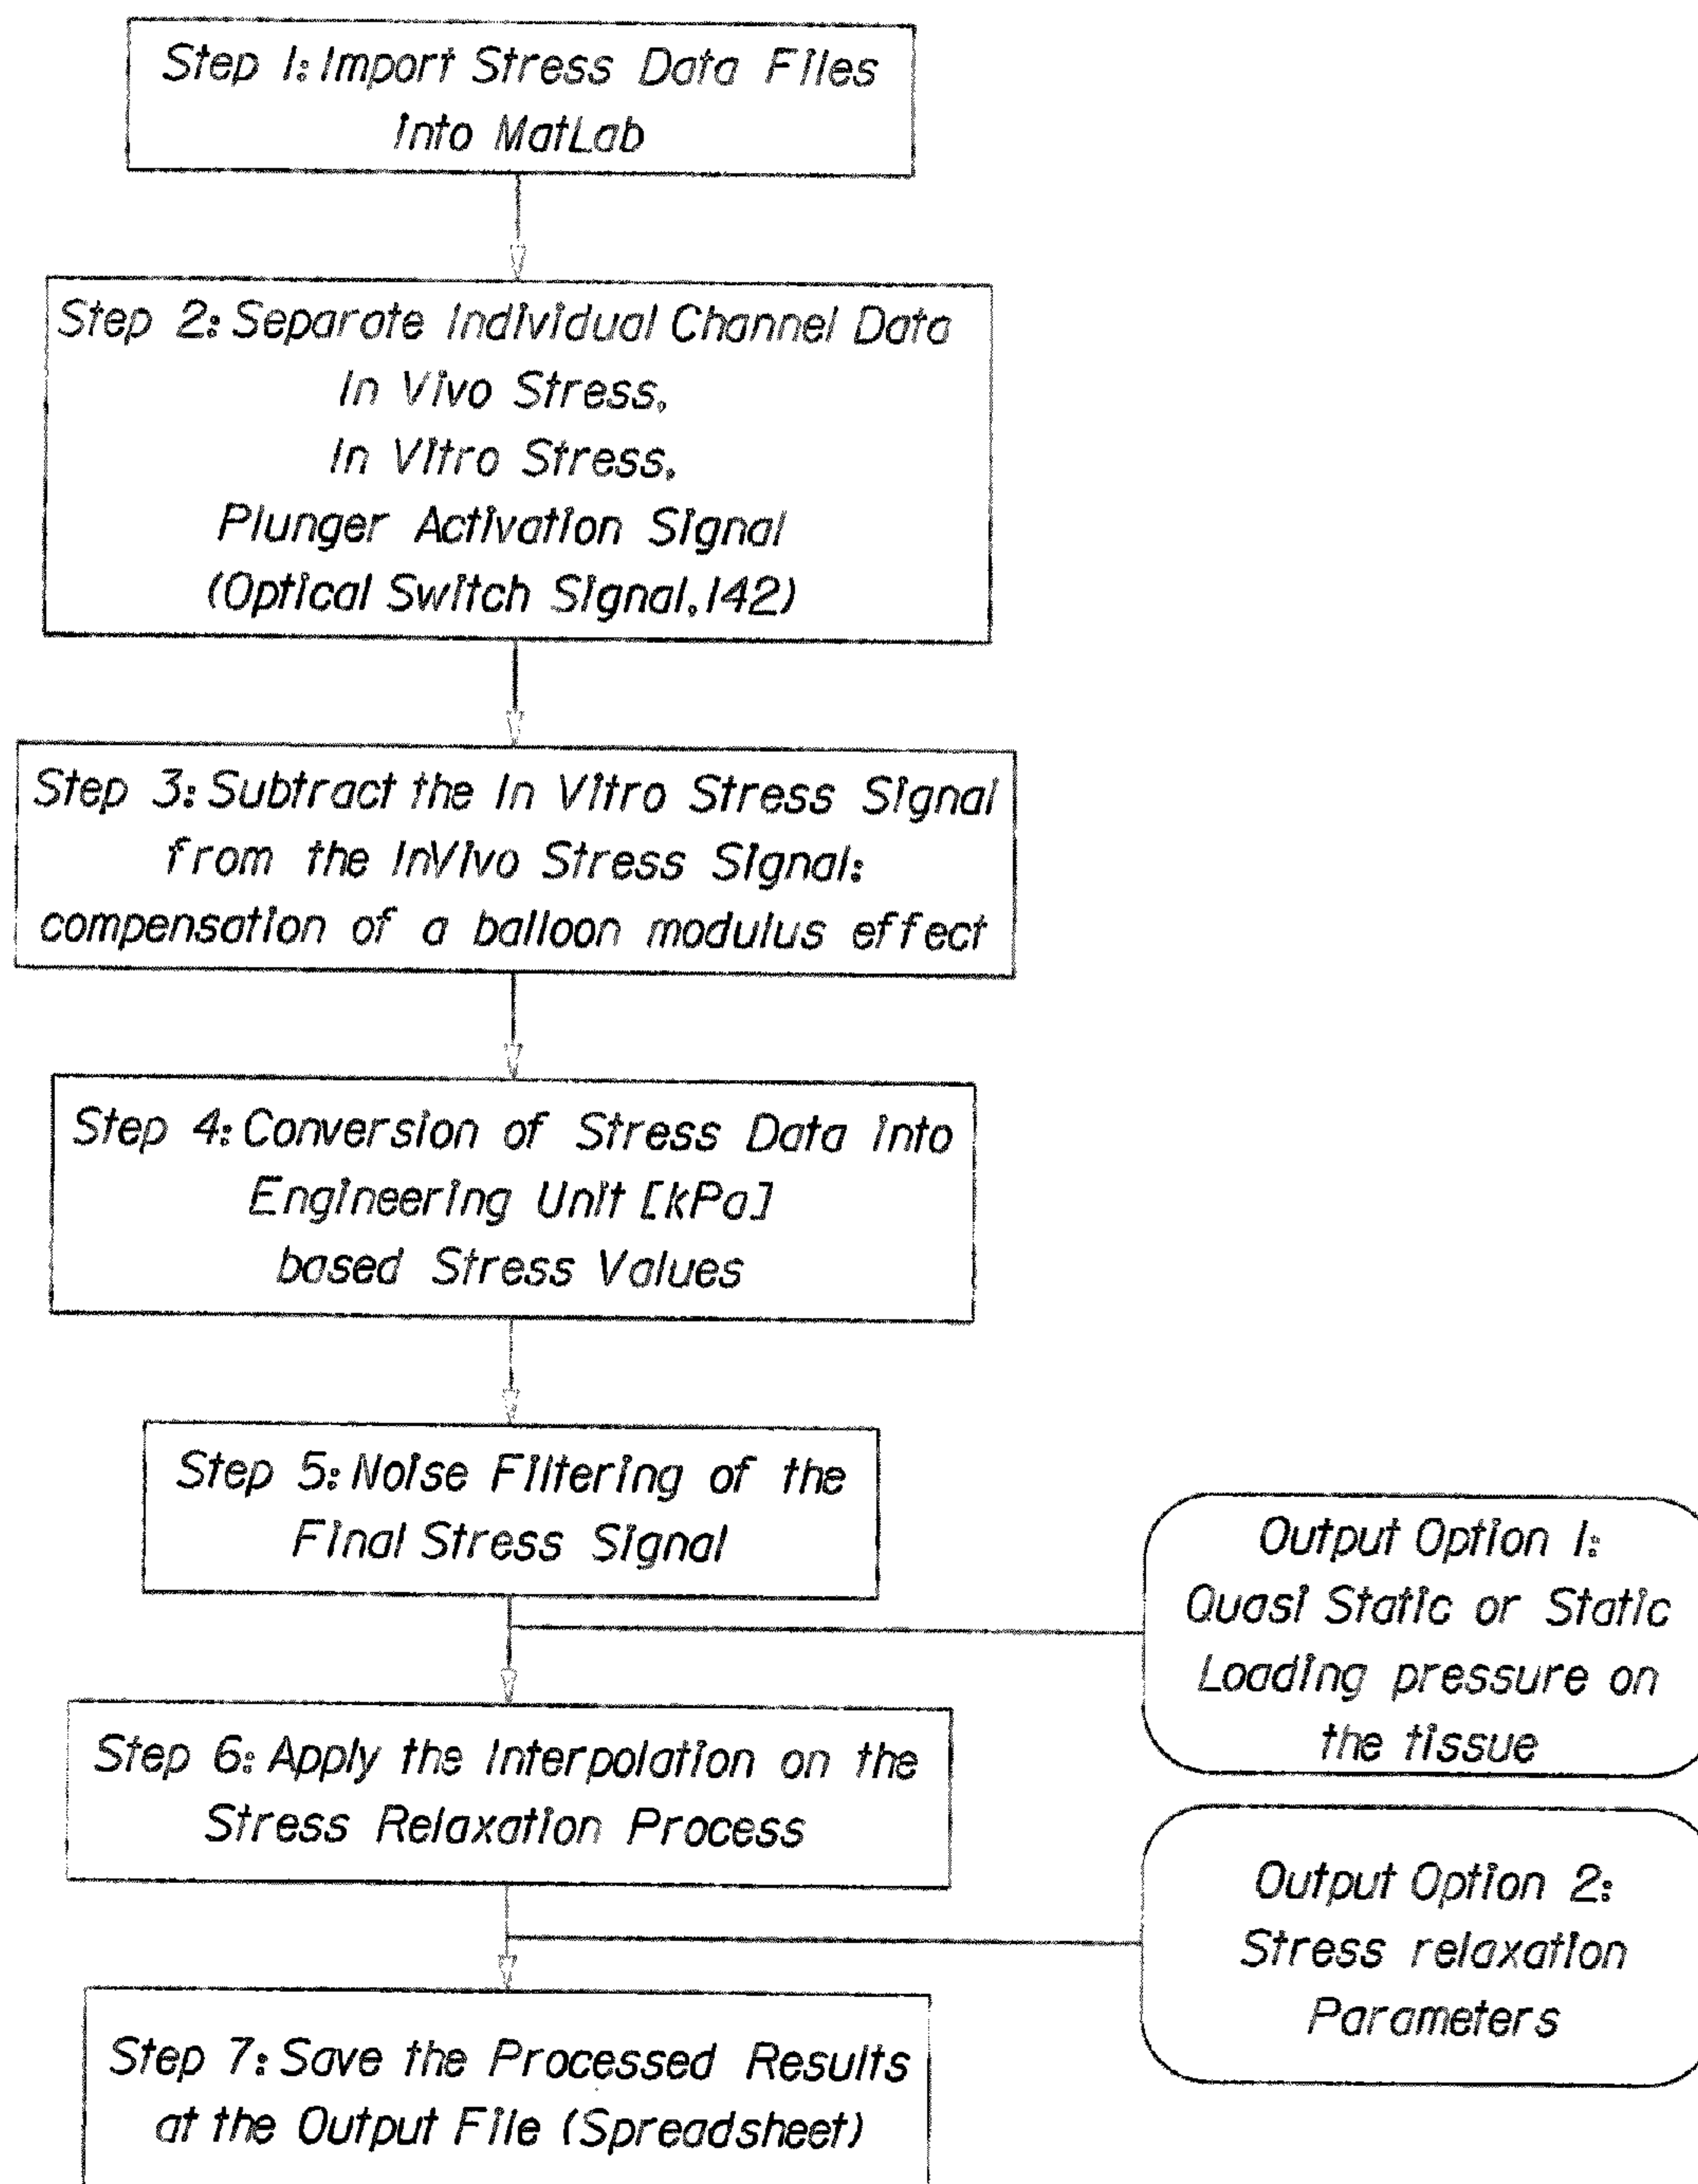 Step 1: Import Stress Data Files
into MatLab
Step 2: Separate Individual Channel Data
In Vivo Stress,
In Vitro Stress,
Plunger Activation Signal
(Optical Switch Signal, 142)
Step 3: Subtract the In Vitro Stress Signal
from the InVivo Stress Signal:
compensation of a balloon modulus effect
Step 4: Conversion of Stress Data into
Engineering Unit [kPa]
based Stress Values
Step 5: Noise Filtering of the
Final Stress Signal
Output Option 1:
Quasi Static or Static
Loading pressure on
the tissue
Step 6: Apply the Interpolation on the
Stress Relaxation Process
Output Option 2:
Stress relaxation
Parameters
Step 7: Save the Processed Results
at the Output File (Spreadsheet)